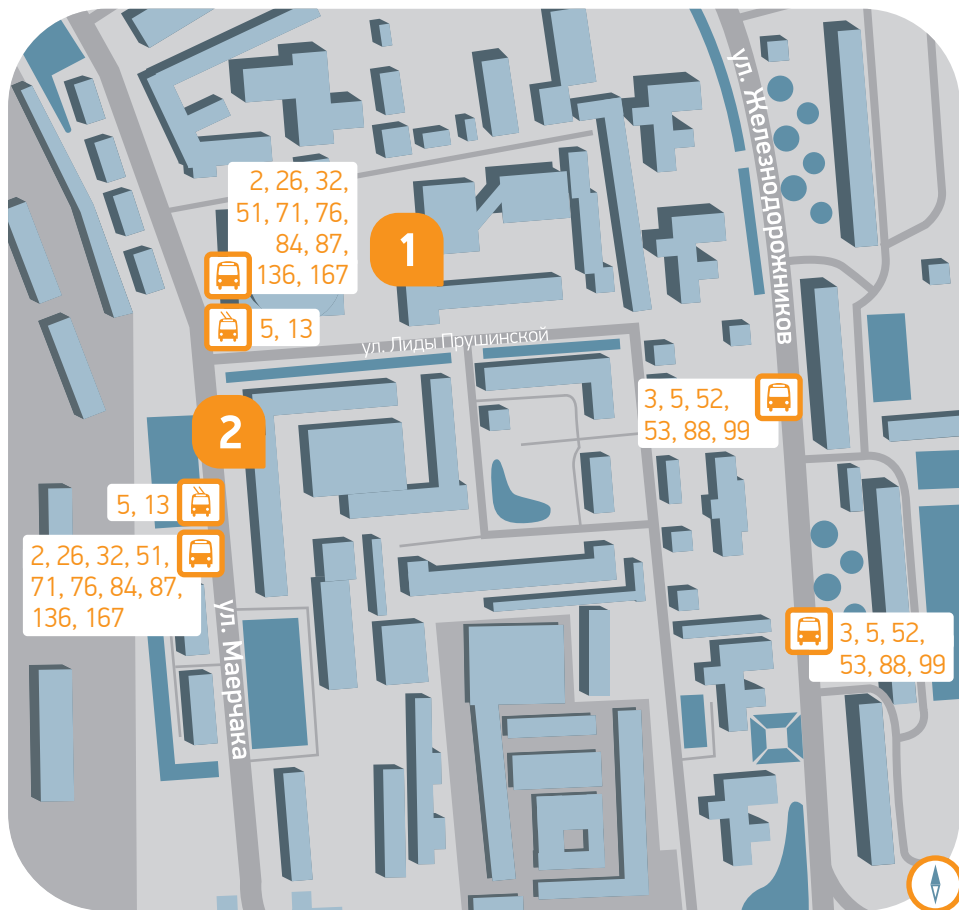 ул. Железнодорожников
2, 26, 32,
51, 71, 76,
84, 87,
136, 167
1
5, 13
ул. Лиды Прушинской
3, 5, 52,
53, 88, 99
2
5, 13
2, 26, 32, 51,
71, 76, 84, 87,
136, 167
ул. Маерчака
3, 5, 52,
53, 88, 99